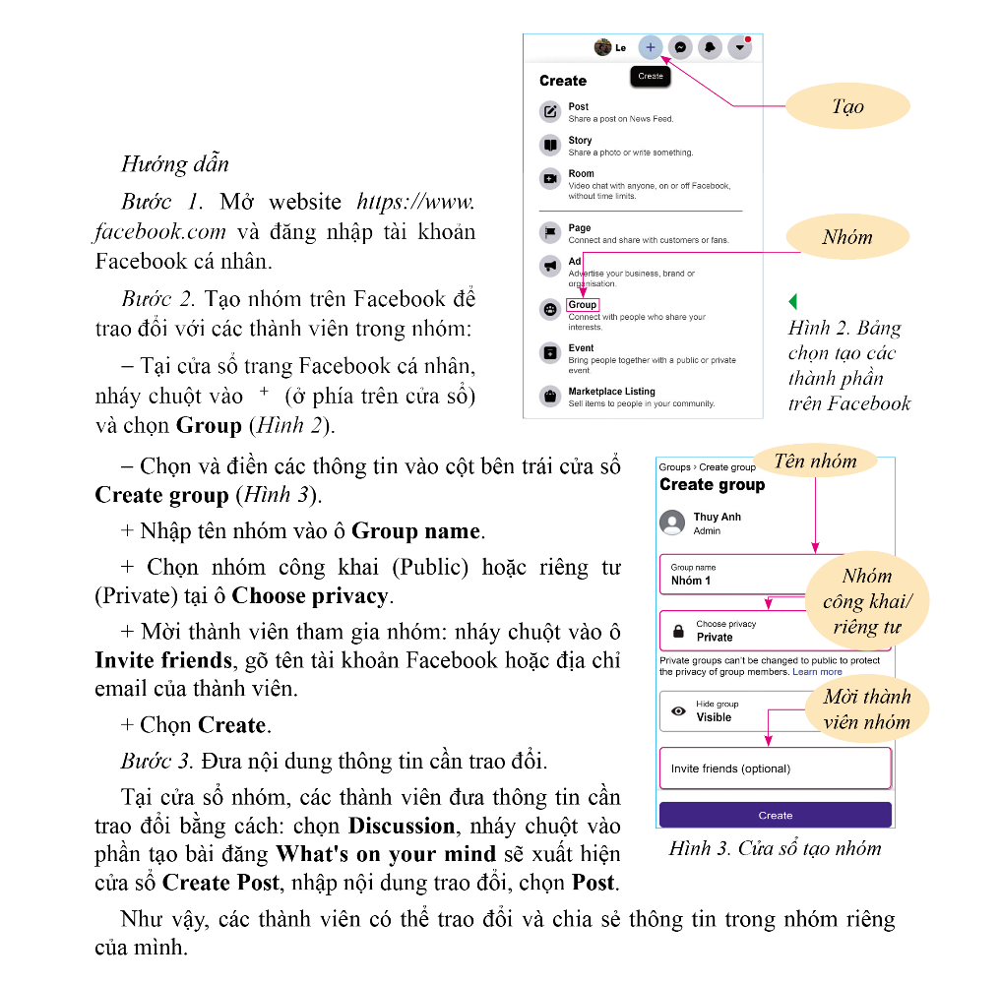 Le
Create
Create
Post
Share a post on News Feed.
Story
Share a photo or write something.
Room
Video chat with anyone, on or off Facebook,
without time limits.
Page
Connect and share with customers or fans.
Ad
Advertise your business, brand or
organisation.
Group
Connect with people who share your
interests.
Event
Bring people together with a public or private
event.
Marketplace Listing
Sell items to people in your community.
Tạo
Nhóm
Hình 2. Bảng
chọn tạo các
thành phần
trên Facebook
Hướng dẫn
Bước 1. Mở website https://www.
facebook.com và đăng nhập tài khoản
Facebook cá nhân.
Bước 2. Tạo nhóm trên Facebook để
trao đổi với các thành viên trong nhóm:
– Tại cửa sổ trang Facebook cá nhân,
nháy chuột vào + (ở phía trên cửa sổ)
và chọn Group (Hình 2).
– Chọn và điền các thông tin vào cột bên trái cửa sổ
Create group (Hình 3).
+ Nhập tên nhóm vào ô Group name.
+ Chọn nhóm công khai (Public) hoặc riêng tư
(Private) tại ô Choose privacy.
+ Mời thành viên tham gia nhóm: nháy chuột vào ô
Invite friends, gõ tên tài khoản Facebook hoặc địa chỉ
email của thành viên.
+ Chọn Create.
Bước 3. Đưa nội dung thông tin cần trao đổi.
Tại cửa sổ nhóm, các thành viên đưa thông tin cần
trao đổi bằng cách: chọn Discussion, nháy chuột vào
phần tạo bài đăng What's on your mind sẽ xuất hiện
cửa sổ Create Post, nhập nội dung trao đổi, chọn Post.
Groups › Create group
Create group
Thuy Anh
Admin
Group name
Nhóm 1
Choose privacy
Private
Private groups can't be changed to public to protect
the privacy of group members. Learn more
Hide group
Visible
Invite friends (optional)
Create
Tên nhóm
Nhóm
công khai/
riêng tư
Mời thành
viên nhóm
Hình 3. Cửa sổ tạo nhóm
Như vậy, các thành viên có thể trao đổi và chia sẻ thông tin trong nhóm riêng
của mình.